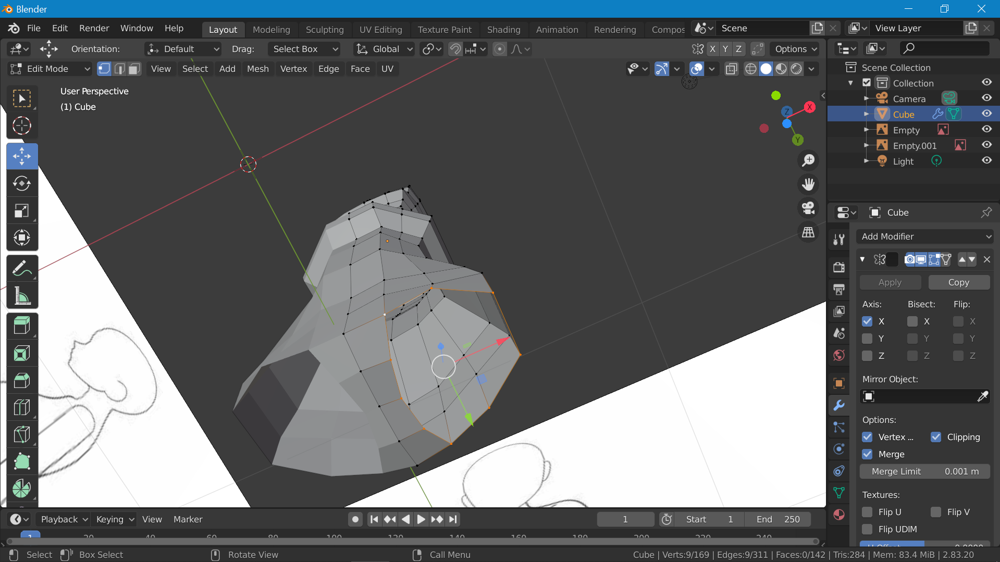 Blender
File Edit Render Window Help Layout Modeling Sculpting UV Editing Texture Paint Shading Animation Rendering Compos Scene View Layer
Orientation: Default Drag: Select Box Global X Y Z Options
Edit Mode View Select Add Mesh Vertex Edge Face UV
User Perspective
(1) Cube
X
Z
Y
Scene Collection
Collection
Camera
Cube
Empty
Empty.001
Light
Cube
Add Modifier
Apply Copy
Axis: Bisect: Flip:
X X X
Y Y Y
Z Z Z
Mirror Object:
Options:
Vertex ... Clipping
Merge
Merge Limit 0.001 m
Textures:
Flip U Flip V
Flip UDIM
Playback Keying View Marker 1 Start 1 End 250
1 20 40 60 80 100 120 140 160 180 220 240
Select Box Select Rotate View Call Menu Cube | Verts:9/169 | Edges:9/311 | Faces:0/142 | Tris:284 | Mem: 83.4 MiB | 2.83.20